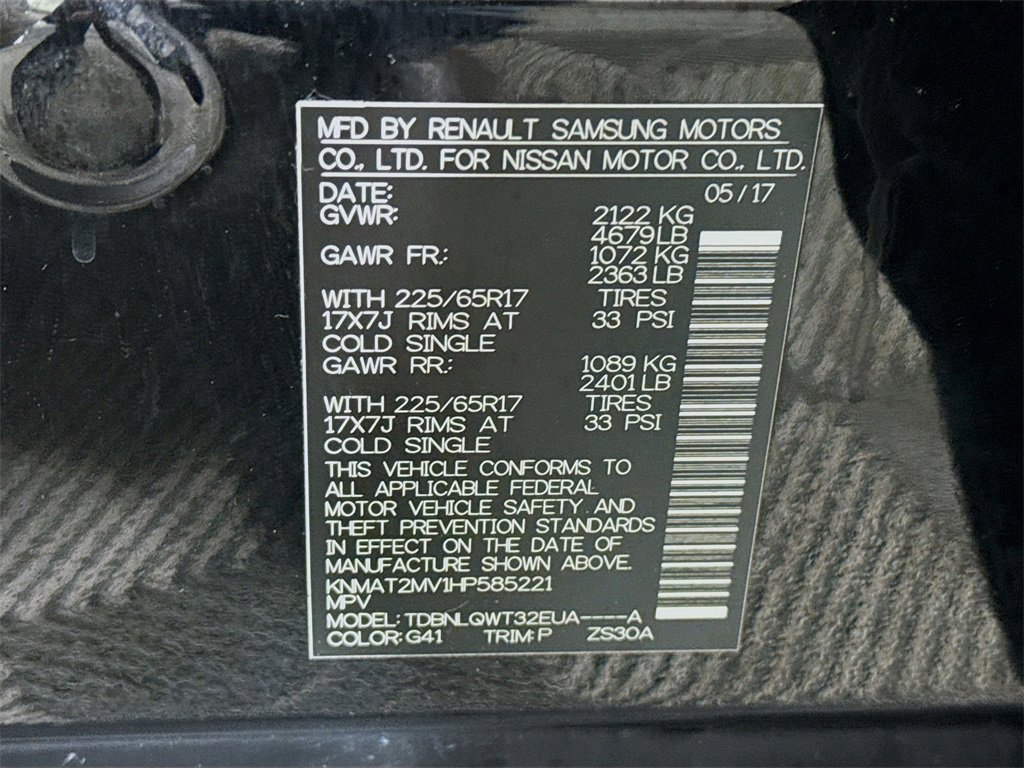 MFD BY RENAULT SAMSUNG MOTORS
CO., LTD. FOR NISSAN MOTOR CO., LTD.
DATE: 05/17
GVWR: 2122 KG
4679 LB
GAWR FR.: 1072 KG
2363 LB
WITH 225/65R17 TIRES
17X7J RIMS AT 33 PSI
COLD SINGLE
GAWR RR.: 1089 KG
2401 LB
WITH 225/65R17 TIRES
17X7J RIMS AT 33 PSI
COLD SINGLE
THIS VEHICLE CONFORMS TO
ALL APPLICABLE FEDERAL
MOTOR VEHICLE SAFETY AND
THEFT PREVENTION STANDARDS
IN EFFECT ON THE DATE OF
MANUFACTURE SHOWN ABOVE.
KNMAT2MV1HP585221
MPV
MODEL: TDBNLQWT32EUA----A
COLOR: G41 TRIM: P ZS30A